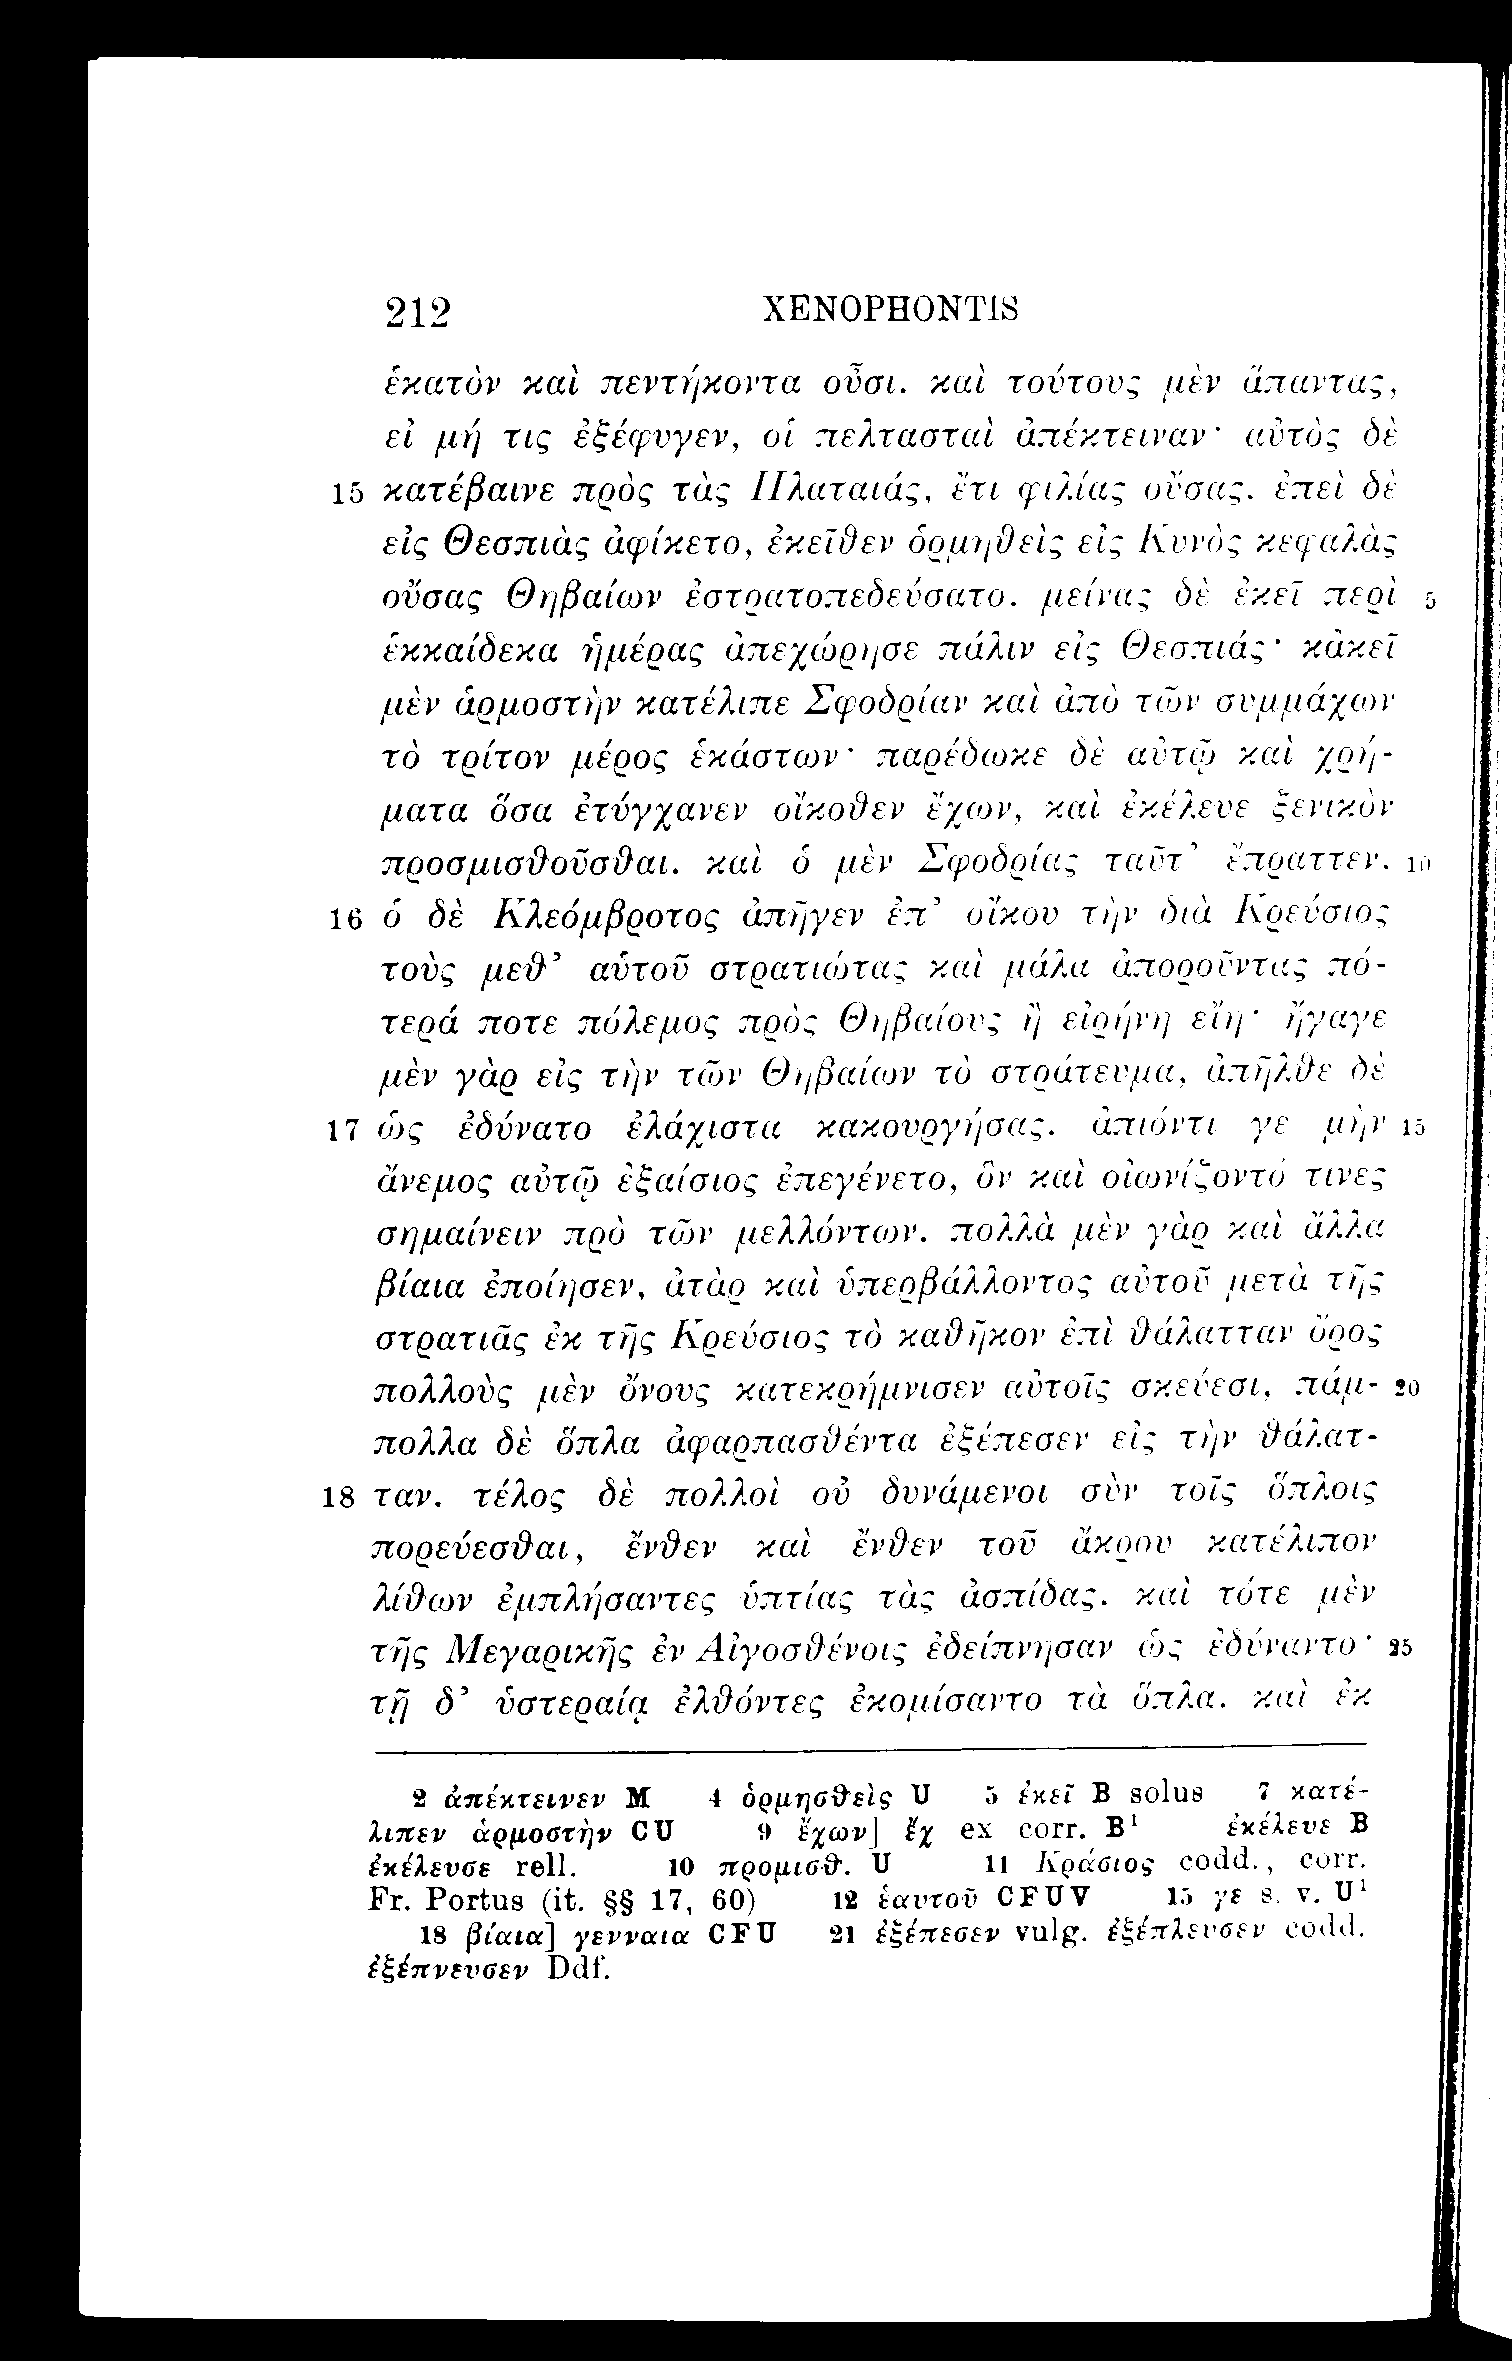 212 XENOPHONTIS
ἑκατὸν καὶ πεντήκοντα οὖσι. καὶ τούτους μὲν ἅπαντας,
εἰ μή τις ἐξέφυγεν, οἱ πελτασταὶ ἀπέκτειναν· αὐτὸς δὲ
15 κατέβαινε πρὸς τὰς Πλαταιάς, ἔτι φιλίας οὔσας. ἐπεὶ δὲ
εἰς Θεσπιὰς ἀφίκετο, ἐκεῖθεν ὁρμηθεὶς εἰς Κυνὸς κεφαλὰς
οὔσας Θηβαίων ἐστρατοπεδεύσατο. μείνας δὲ ἐκεῖ περὶ 5
ἑκκαίδεκα ἡμέρας ἀπεχώρησε πάλιν εἰς Θεσπιάς· κἀκεῖ
μὲν ἁρμοστὴν κατέλιπε Σφοδρίαν καὶ ἀπὸ τῶν συμμάχων
τὸ τρίτον μέρος ἑκάστων· παρέδωκε δὲ αὐτῷ καὶ χρή-
ματα ὅσα ἐτύγχανεν οἴκοθεν ἔχων, καὶ ἐκέλευε ξενικὸν
προσμισθοῦσθαι. καὶ ὁ μὲν Σφοδρίας ταῦτ’ ἔπραττεν. 10
16 ὁ δὲ Κλεόμβροτος ἀπῆγεν ἐπ’ οἴκου τὴν διὰ Κρεύσιος
τοὺς μεθ’ αὑτοῦ στρατιώτας καὶ μάλα ἀποροῦντας πό-
τερά ποτε πόλεμος πρὸς Θηβαίους ἢ εἰρήνη εἴη· ἤγαγε
μὲν γὰρ εἰς τὴν τῶν Θηβαίων τὸ στράτευμα, ἀπῆλθε δὲ
17 ὡς ἐδύνατο ἐλάχιστα κακουργήσας. ἀπιόντι γε μὴν 15
ἄνεμος αὐτῷ ἐξαίσιος ἐπεγένετο, ὃν καὶ οἰωνίζοντό τινες
σημαίνειν πρὸ τῶν μελλόντων. πολλὰ μὲν γὰρ καὶ ἄλλα
βίαια ἐποίησεν, ἀτὰρ καὶ ὑπερβάλλοντος αὐτοῦ μετὰ τῆς
στρατιᾶς ἐκ τῆς Κρεύσιος τὸ καθῆκον ἐπὶ θάλατταν ὄρος
πολλοὺς μὲν ὄνους κατεκρήμνισεν αὐτοῖς σκεύεσι, πάμ- 20
πολλα δὲ ὅπλα ἀφαρπασθέντα ἐξέπεσεν εἰς τὴν θάλατ-
18 ταν. τέλος δὲ πολλοὶ οὐ δυνάμενοι σὺν τοῖς ὅπλοις
πορεύεσθαι, ἔνθεν καὶ ἔνθεν τοῦ ἄκρου κατέλιπον
λίθων ἐμπλήσαντες ὑπτίας τὰς ἀσπίδας. καὶ τότε μὲν
τῆς Μεγαρικῆς ἐν Αἰγοσθένοις ἐδείπνησαν ὡς ἐδύναντο· 25
τῇ δ’ ὑστεραίᾳ ἐλθόντες ἐκομίσαντο τὰ ὅπλα. καὶ ἐκ
2 ἀπέκτεινεν M 4 ὁρμησθεὶς U 5 ἐκεῖ B solus 7 κατέ-
λιπεν ἁρμοστὴν CU 9 ἔχων] ἔχ ex corr. B¹ ἐκέλευε B
ἐκέλευσε rell. 10 προμισθ. U 11 Κράσιος codd., corr.
Fr. Portus (it. §§ 17, 60) 12 ἑαυτοῦ CFUV 15 γε s. v. U¹
18 βίαια] γενναια CFU 21 ἐξέπεσεν vulg. ἐξέπλευσεν codd.
ἐξέπνευσεν Ddf.